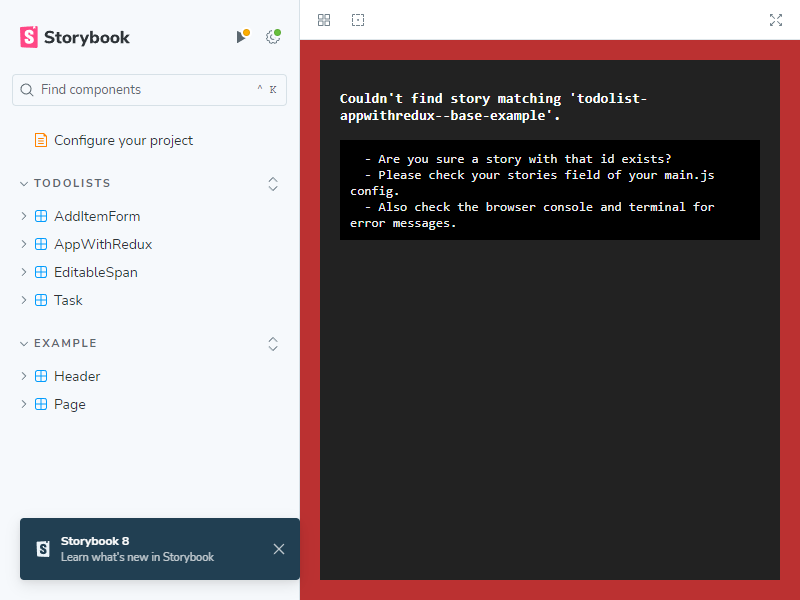 Storybook
Find components
^ K
Configure your project
TODOLISTS
AddItemForm
AppWithRedux
EditableSpan
Task
EXAMPLE
Header
Page
Storybook 8
Learn what's new in Storybook
Couldn't find story matching 'todolist-
appwithredux--base-example'.
- Are you sure a story with that id exists?
- Please check your stories field of your main.js
config.
- Also check the browser console and terminal for
error messages.